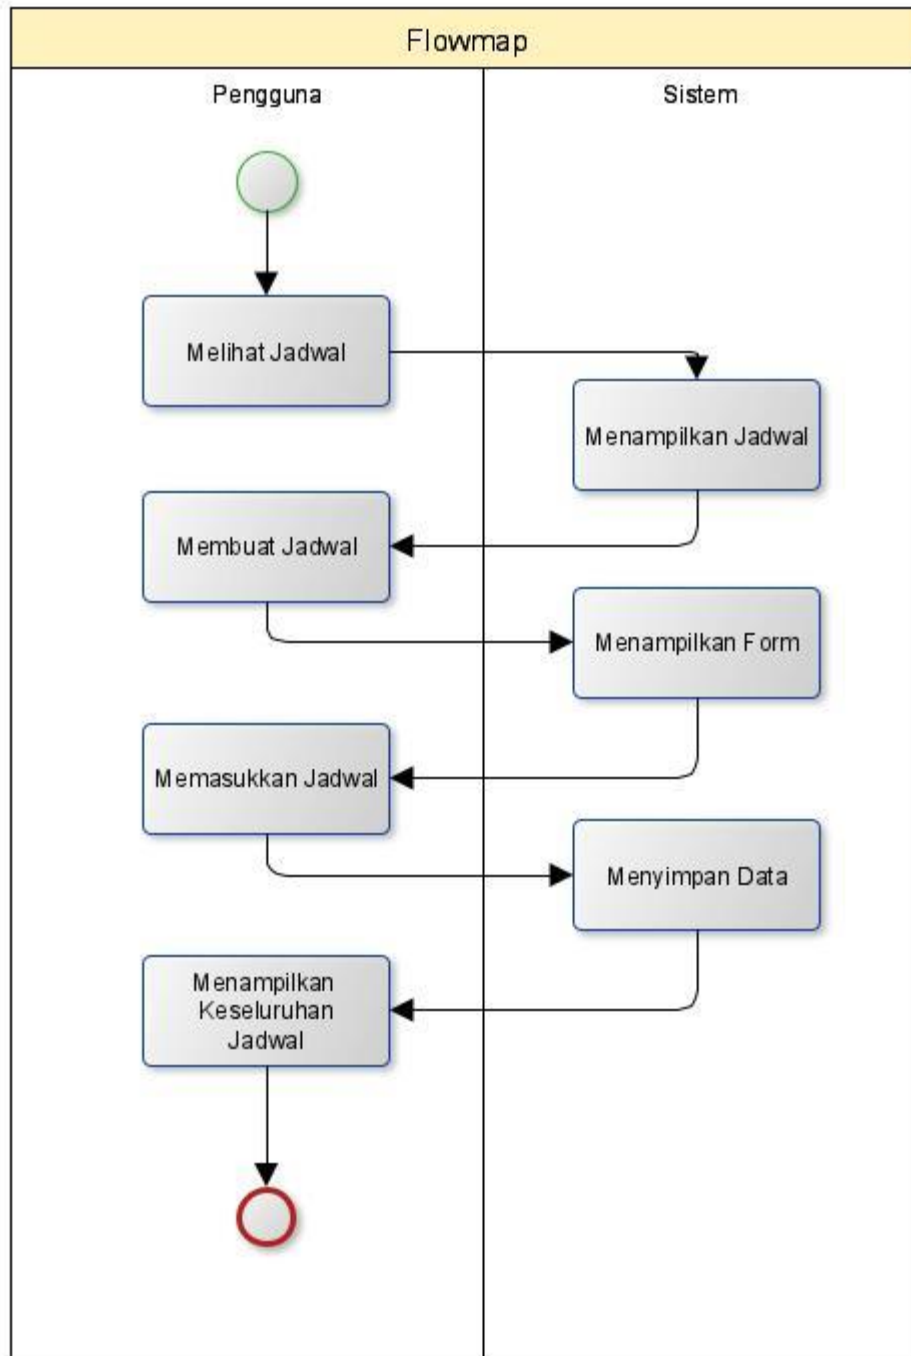 Flowmap
Pengguna
Sistem
Melihat Jadwal
Menampilkan Jadwal
Membuat Jadwal
Menampilkan Form
Memasukkan Jadwal
Menyimpan Data
Menampilkan
Keseluruhan
Jadwal